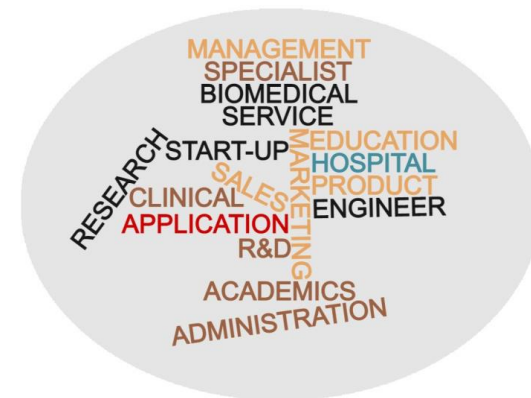 MANAGEMENT
SPECIALIST
BIOMEDICAL
SERVICE
RESEARCH
START-UP
MARKETING
EDUCATION
HOSPITAL
SALES
PRODUCT
CLINICAL
ENGINEER
APPLICATION
R&D
ACADEMICS
ADMINISTRATION